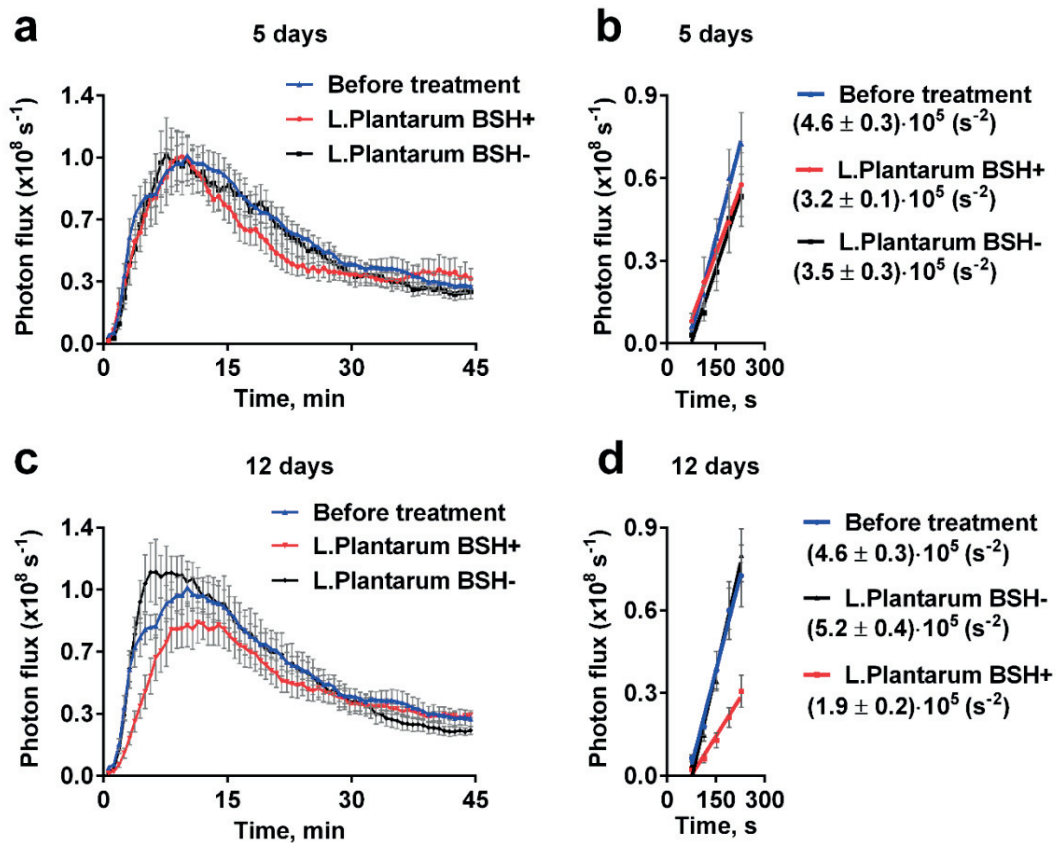 a
5 days
Before treatment
L.Plantarum BSH+
L.Plantarum BSH-
Photon flux (x10⁸ s⁻¹)
1.4
1.0
0.7
0.3
0.0
0 15 30 45
Time, min
b
5 days
Before treatment
(4.6 ± 0.3)·10⁵ (s⁻²)
L.Plantarum BSH+
(3.2 ± 0.1)·10⁵ (s⁻²)
L.Plantarum BSH-
(3.5 ± 0.3)·10⁵ (s⁻²)
Photon flux (x10⁸ s⁻¹)
0.9
0.6
0.3
0.0
0 150 300
Time, s
c
12 days
Before treatment
L.Plantarum BSH+
L.Plantarum BSH-
Photon flux (x10⁸ s⁻¹)
1.4
1.0
0.7
0.3
0.0
0 15 30 45
Time, min
d
12 days
Before treatment
(4.6 ± 0.3)·10⁵ (s⁻²)
L.Plantarum BSH-
(5.2 ± 0.4)·10⁵ (s⁻²)
L.Plantarum BSH+
(1.9 ± 0.2)·10⁵ (s⁻²)
Photon flux (x10⁸ s⁻¹)
0.9
0.6
0.3
0.0
0 150 300
Time, s